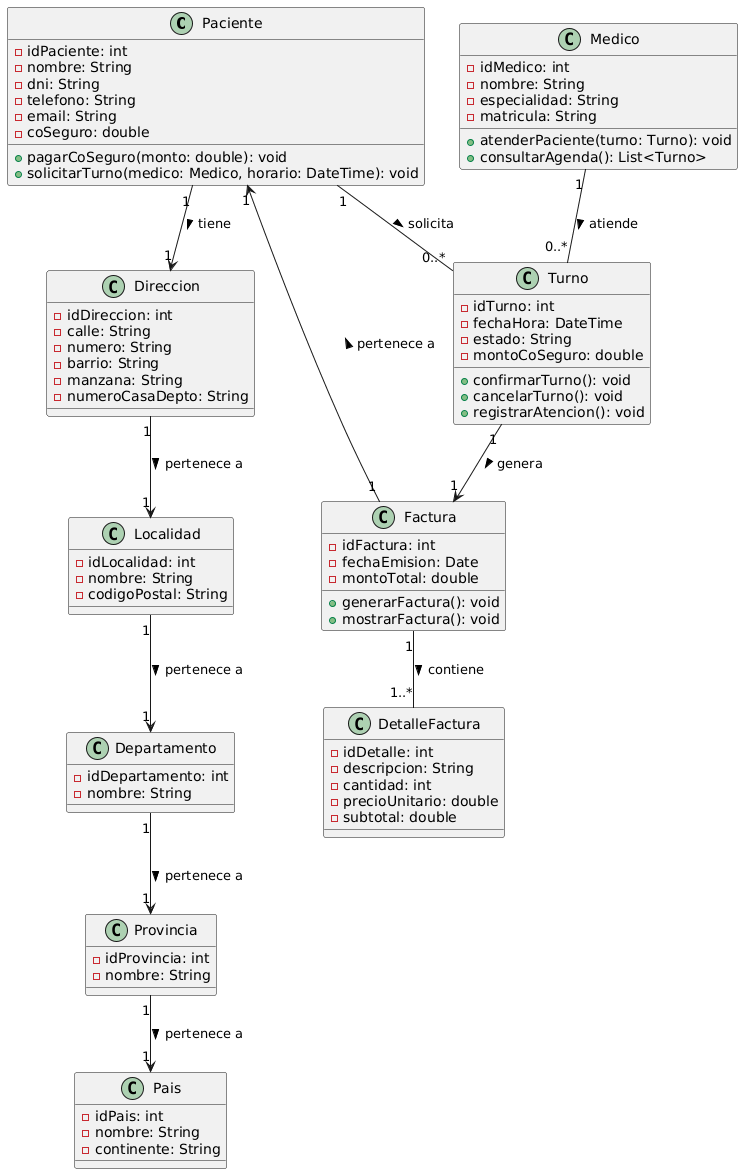 C Paciente
idPaciente: int
nombre: String
dni: String
telefono: String
email: String
coSeguro: double
pagarCoSeguro(monto: double): void
solicitarTurno(medico: Medico, horario: DateTime): void
C Medico
idMedico: int
nombre: String
especialidad: String
matricula: String
atenderPaciente(turno: Turno): void
consultarAgenda(): List<Turno>
1
tiene
1
1
pertenece a
1
1
solicita
0..*
1
atiende
0..*
C Direccion
idDireccion: int
calle: String
numero: String
barrio: String
manzana: String
numeroCasaDepto: String
C Turno
idTurno: int
fechaHora: DateTime
estado: String
montoCoSeguro: double
confirmarTurno(): void
cancelarTurno(): void
registrarAtencion(): void
1
pertenece a
1
1
genera
1
C Localidad
idLocalidad: int
nombre: String
codigoPostal: String
C Factura
idFactura: int
fechaEmision: Date
montoTotal: double
generarFactura(): void
mostrarFactura(): void
1
pertenece a
1
1
contiene
1..*
C Departamento
idDepartamento: int
nombre: String
C DetalleFactura
idDetalle: int
descripcion: String
cantidad: int
precioUnitario: double
subtotal: double
1
pertenece a
1
C Provincia
idProvincia: int
nombre: String
1
pertenece a
1
C Pais
idPais: int
nombre: String
continente: String